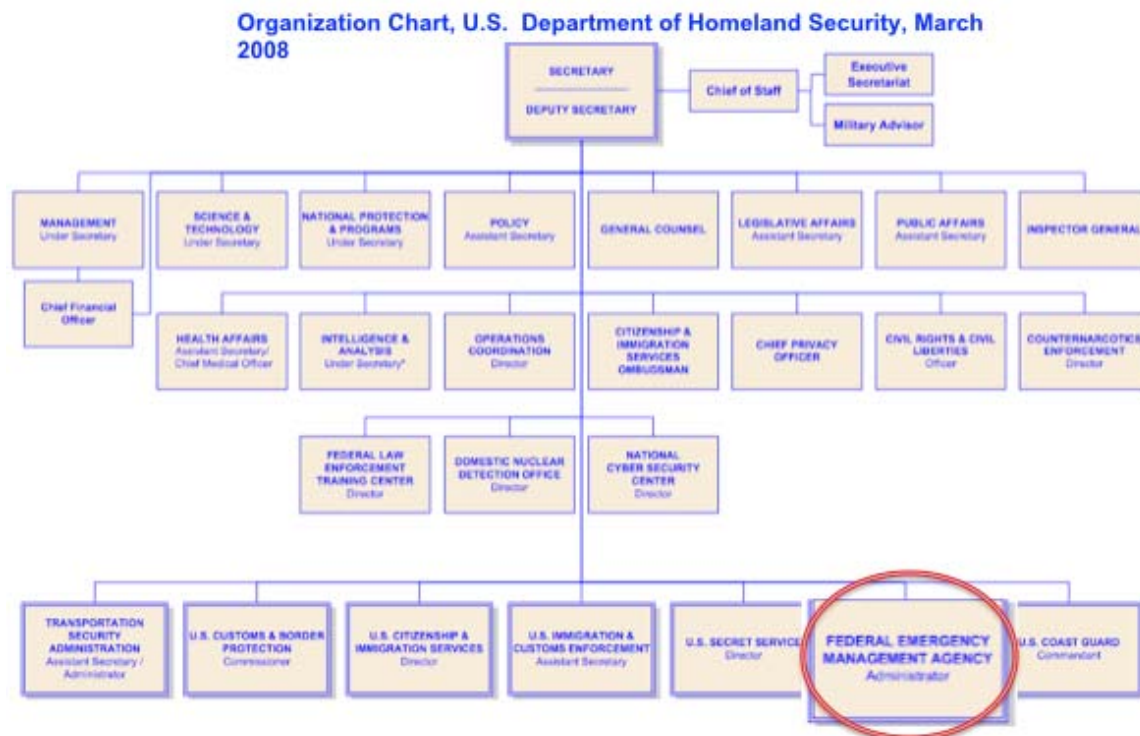 Organization Chart, U.S. Department of Homeland Security, March
2008
SECRETARY
DEPUTY SECRETARY
Chief of Staff
Executive
Secretariat
Military Advisor
MANAGEMENT
Under Secretary
SCIENCE &
TECHNOLOGY
Under Secretary
NATIONAL PROTECTION
& PROGRAMS
Under Secretary
POLICY
Assistant Secretary
GENERAL COUNSEL
LEGISLATIVE AFFAIRS
Assistant Secretary
PUBLIC AFFAIRS
Assistant Secretary
INSPECTOR GENERAL
Chief Financial
Officer
HEALTH AFFAIRS
Assistant Secretary/
Chief Medical Officer
INTELLIGENCE &
ANALYSIS
Under Secretary*
OPERATIONS
COORDINATION
Director
CITIZENSHIP &
IMMIGRATION
SERVICES
OMBUDSMAN
CHIEF PRIVACY
OFFICER
CIVIL RIGHTS & CIVIL
LIBERTIES
Officer
COUNTERNARCOTICS
ENFORCEMENT
Director
FEDERAL LAW
ENFORCEMENT
TRAINING CENTER
Director
DOMESTIC NUCLEAR
DETECTION OFFICE
Director
NATIONAL
CYBER SECURITY
CENTER
Director
TRANSPORTATION
SECURITY
ADMINISTRATION
Assistant Secretary /
Administrator
U.S. CUSTOMS & BORDER
PROTECTION
Commissioner
U.S. CITIZENSHIP &
IMMIGRATION SERVICES
Director
U.S. IMMIGRATION &
CUSTOMS ENFORCEMENT
Assistant Secretary
U.S. SECRET SERVICE
Director
FEDERAL EMERGENCY
MANAGEMENT AGENCY
Administrator
U.S. COAST GUARD
Commandant